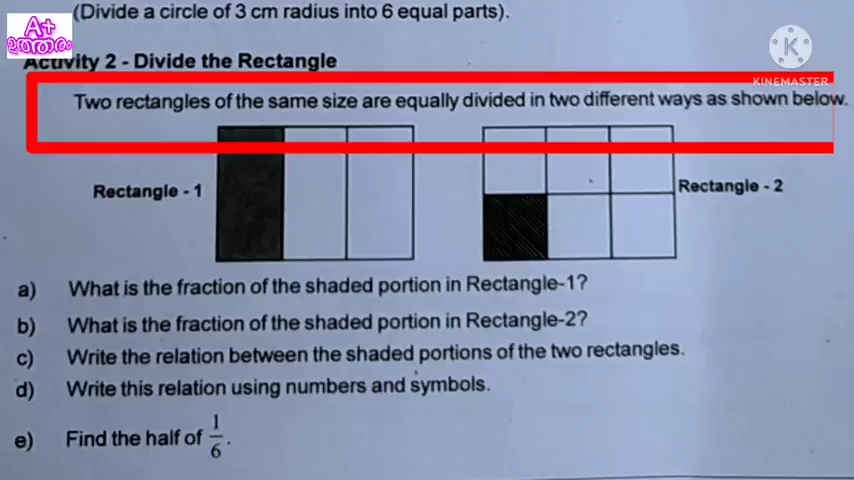 (Divide a circle of 3 cm radius into 6 equal parts).
A+
ഉത്തരം
K
KINEMASTER
Activity 2 - Divide the Rectangle
Two rectangles of the same size are equally divided in two different ways as shown below.
Rectangle - 1
Rectangle - 2
a) What is the fraction of the shaded portion in Rectangle-1?
b) What is the fraction of the shaded portion in Rectangle-2?
c) Write the relation between the shaded portions of the two rectangles.
d) Write this relation using numbers and symbols.
e) Find the half of 1/6.